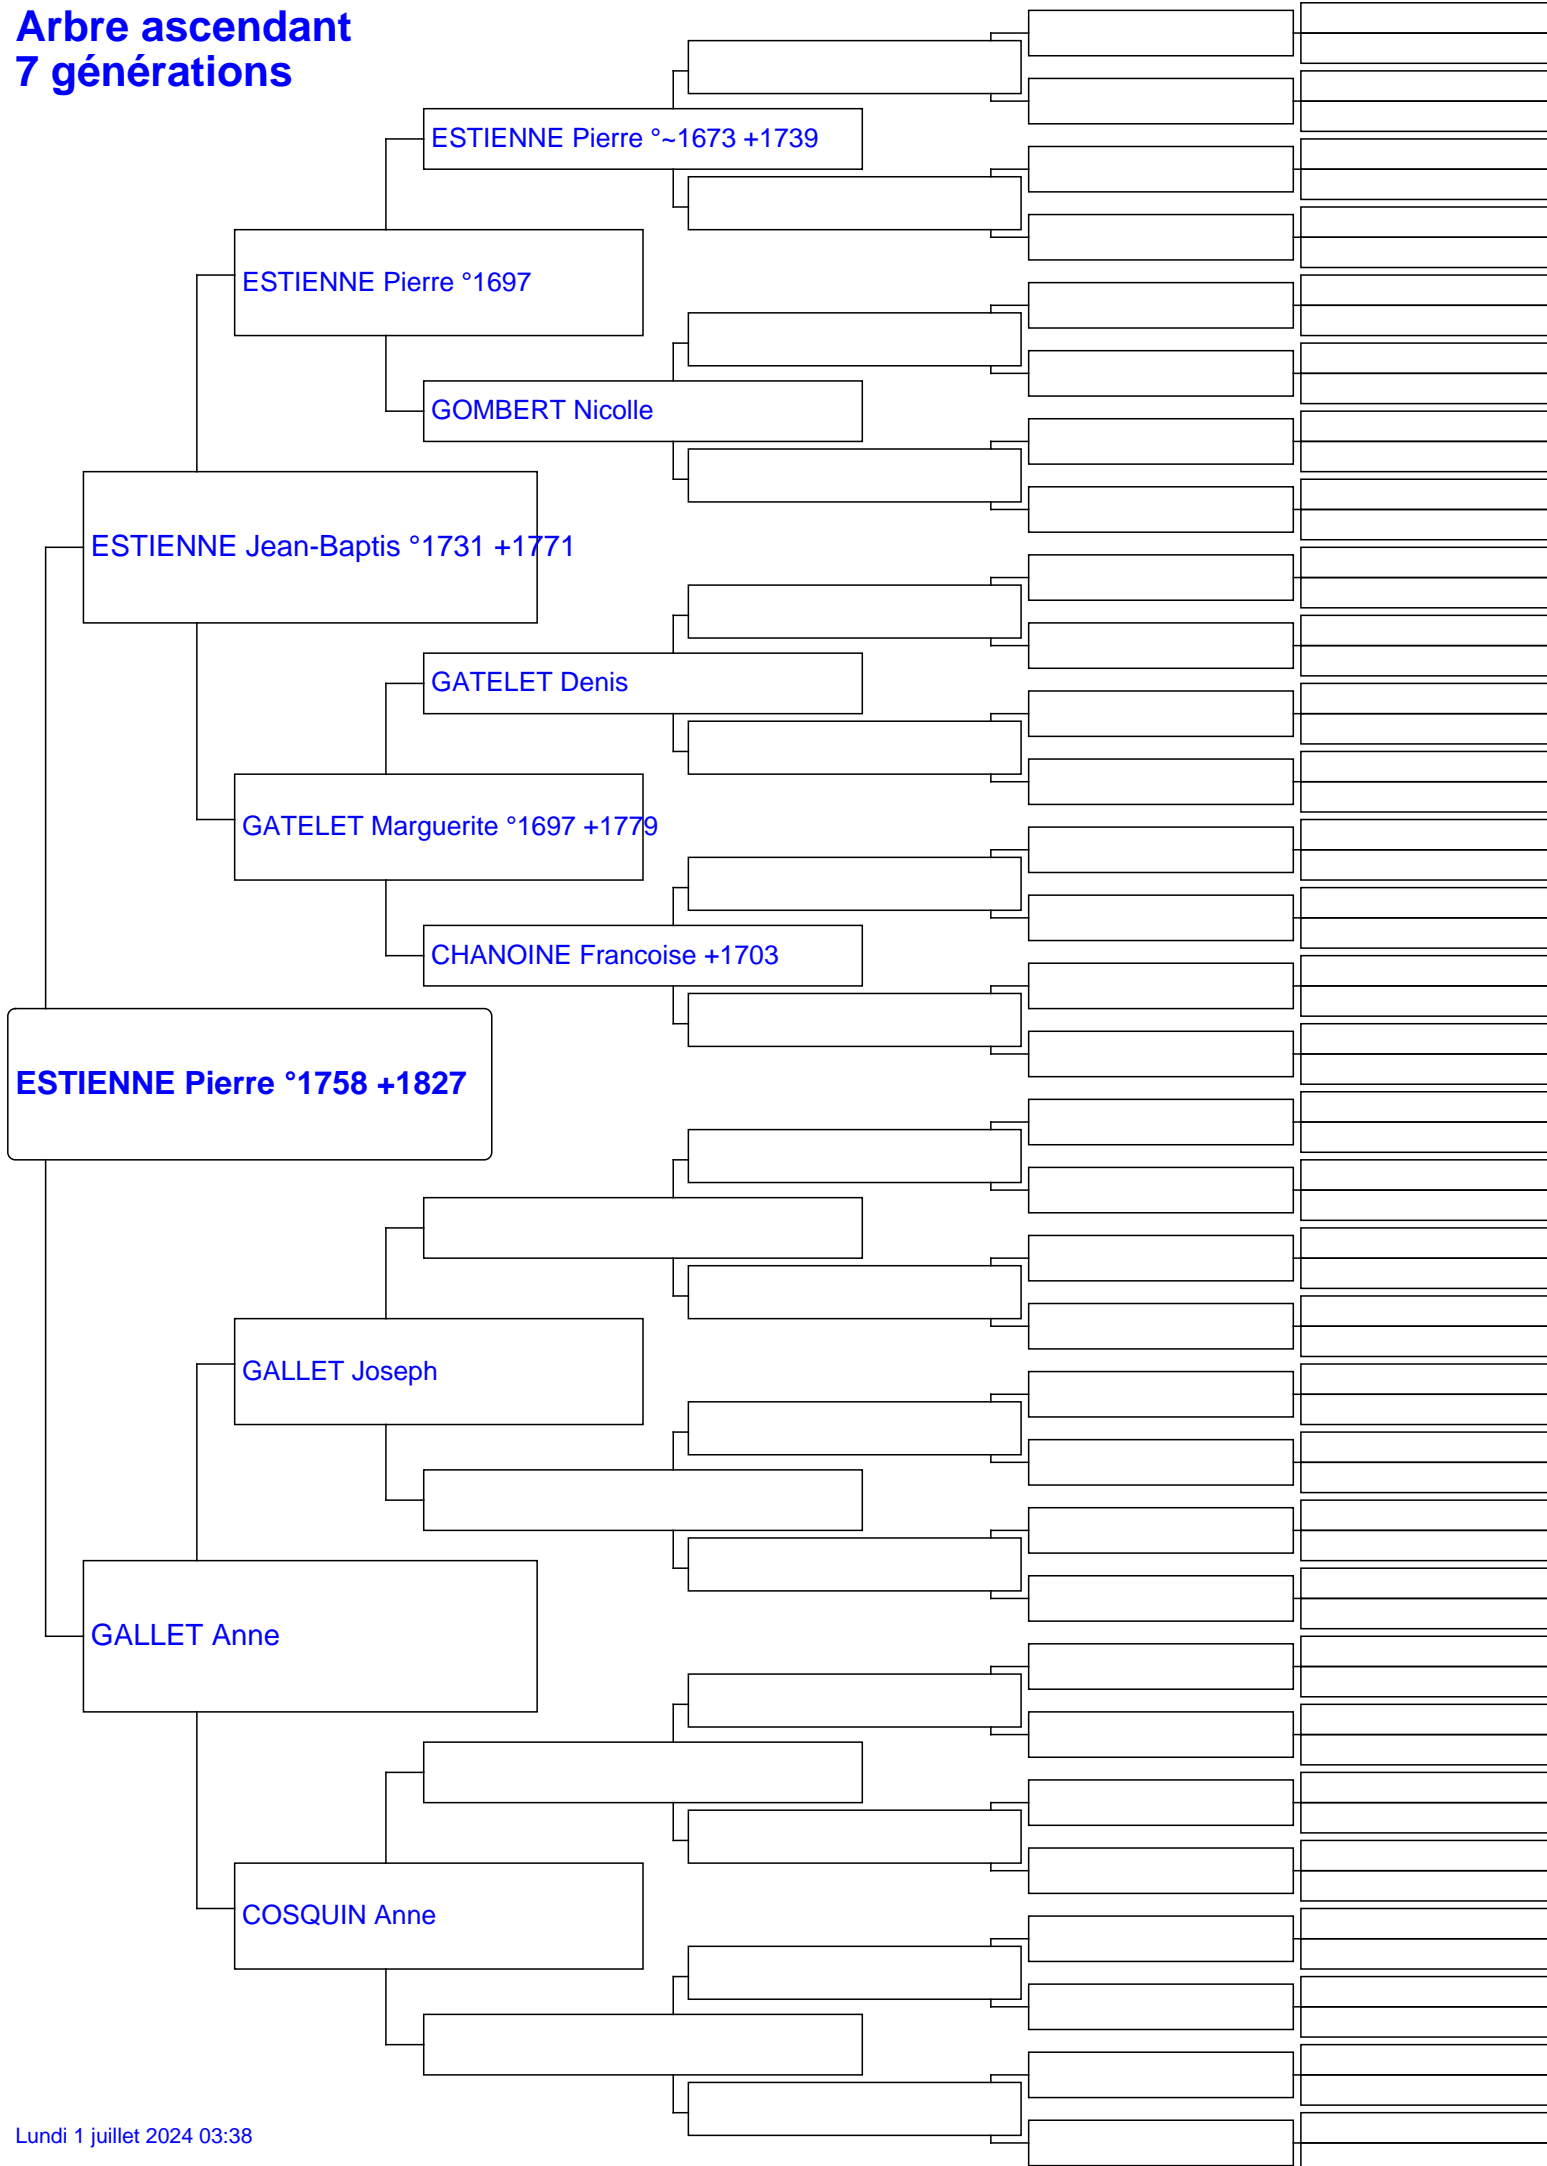 Arbre ascendant
7 générations
ESTIENNE Pierre °~1673 +1739
ESTIENNE Pierre °1697
GOMBERT Nicolle
ESTIENNE Jean-Baptis °1731 +1771
GATELET Denis
GATELET Marguerite °1697 +1779
CHANOINE Francoise +1703
ESTIENNE Pierre °1758 +1827
GALLET Joseph
GALLET Anne
COSQUIN Anne
Lundi 1 juillet 2024 03:38